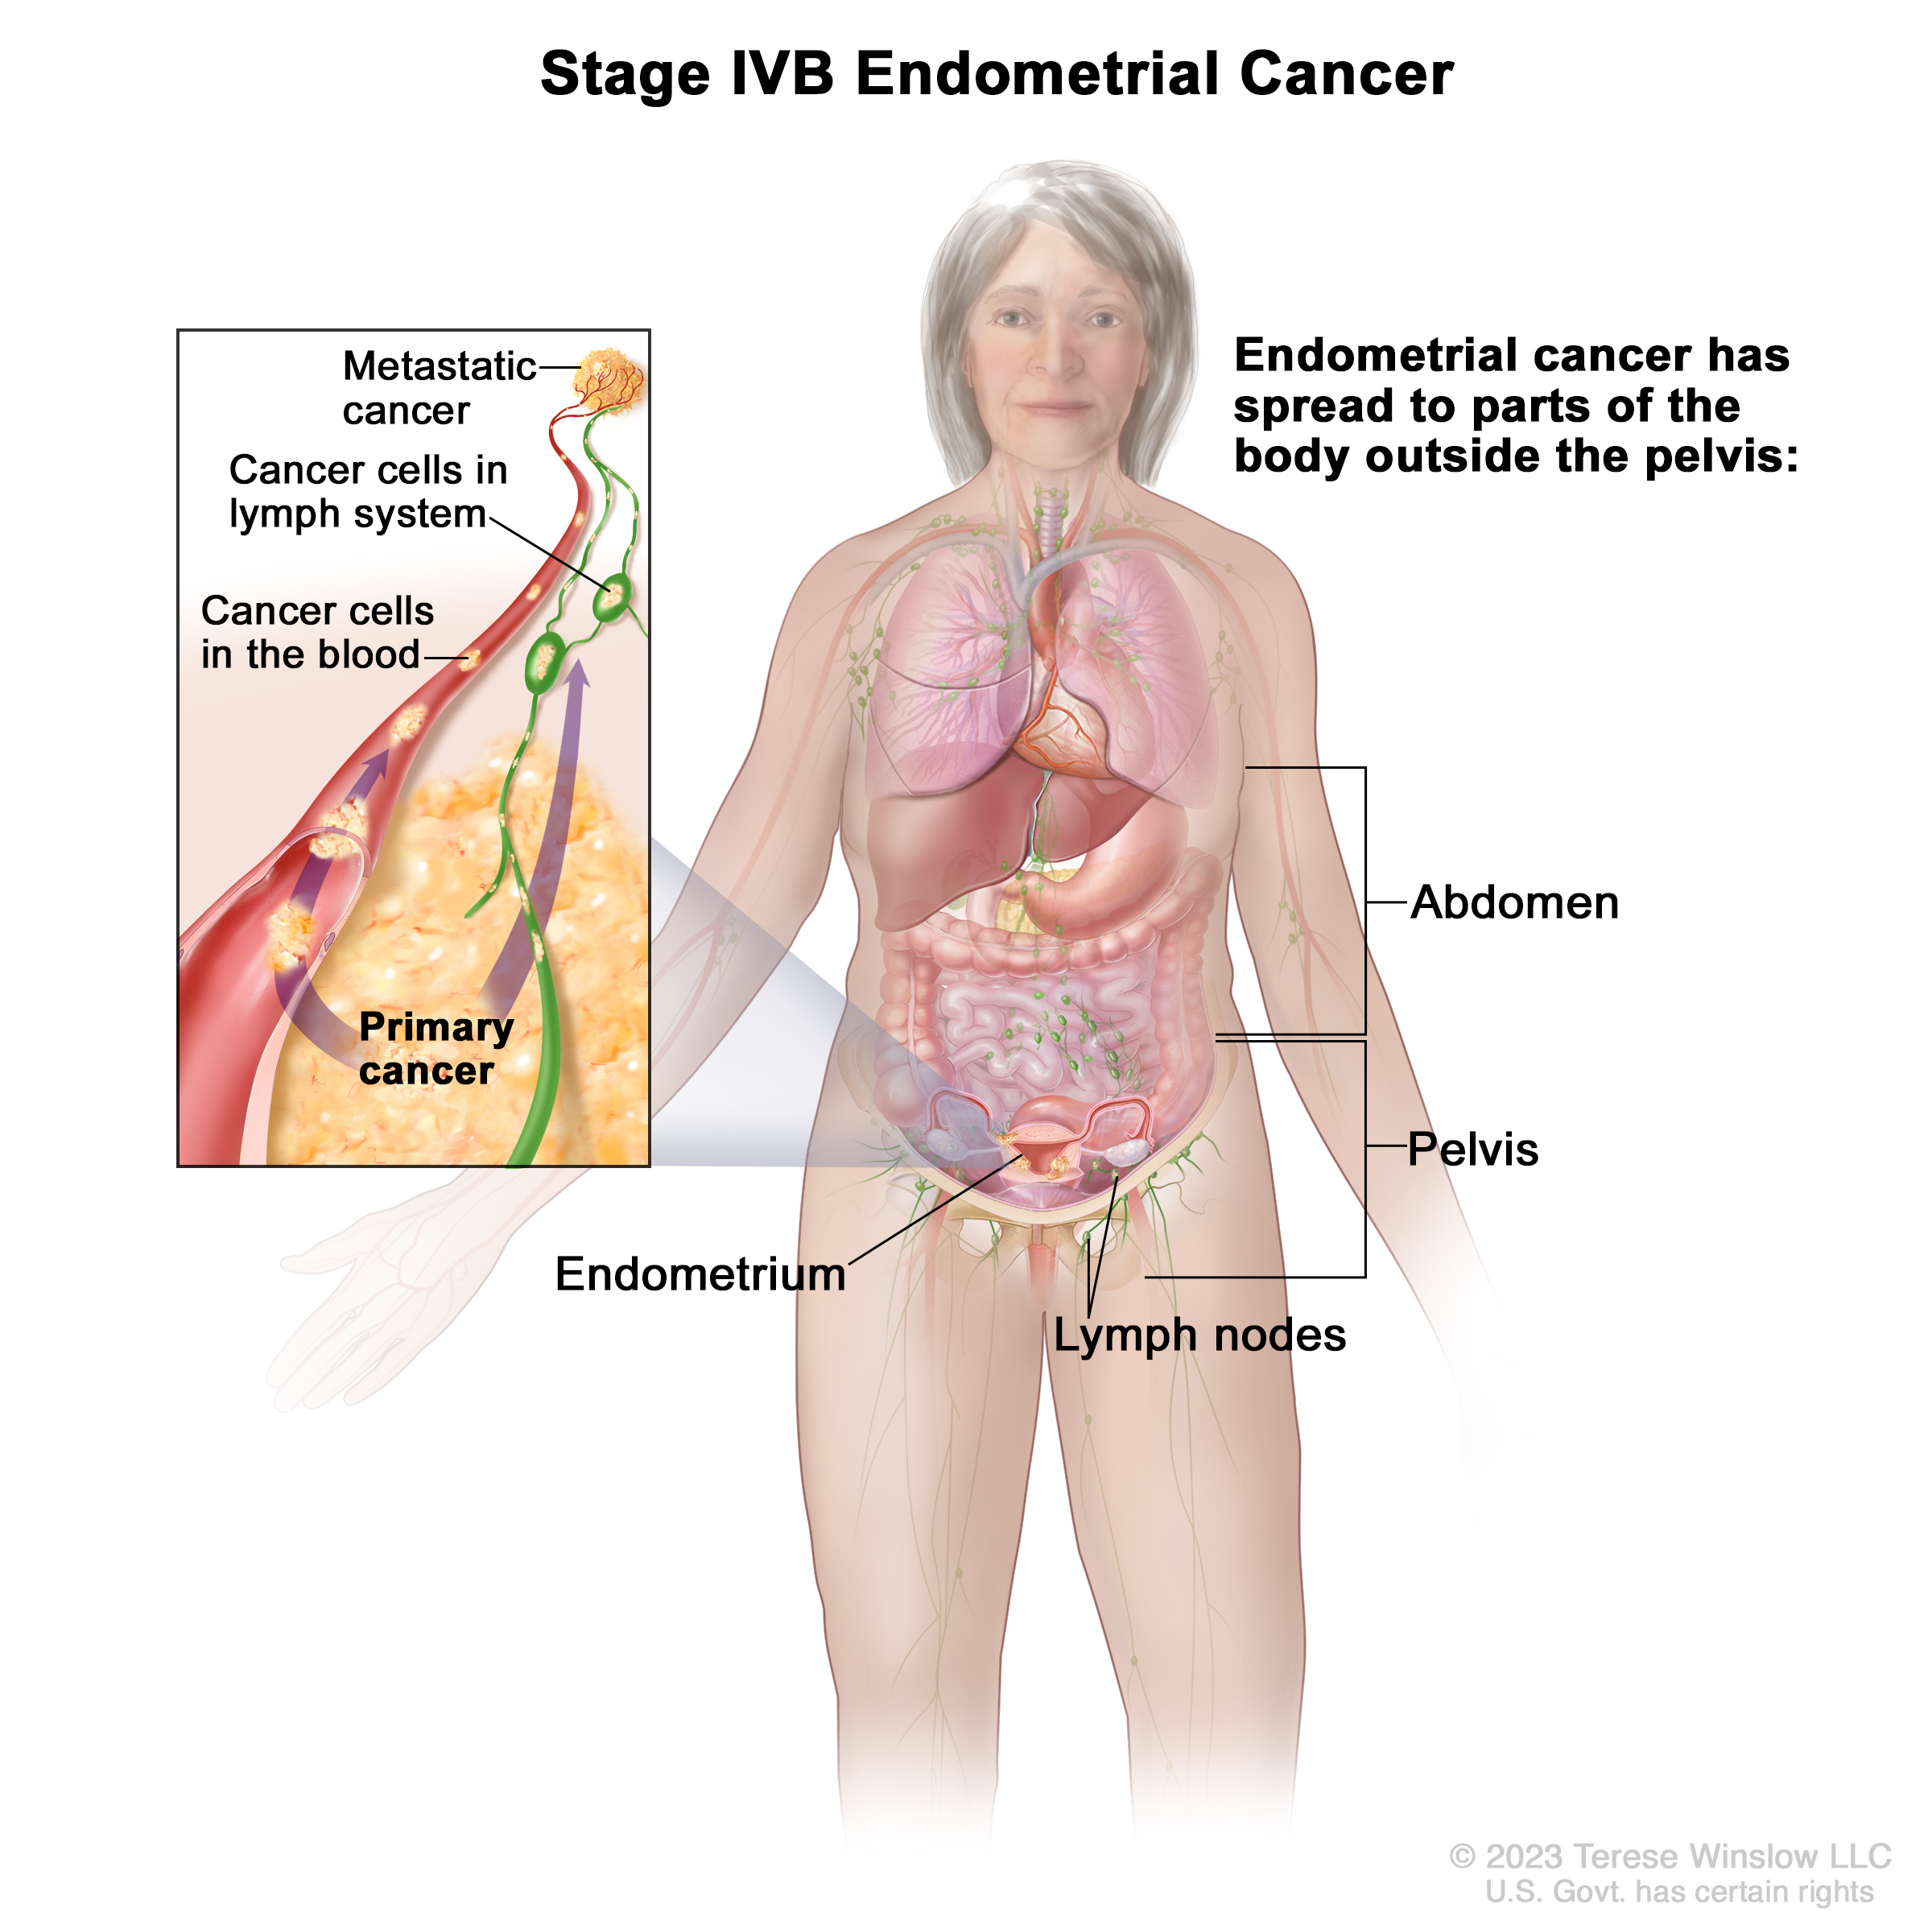 Stage IVB Endometrial Cancer
Endometrial cancer has
spread to parts of the
body outside the pelvis:
Metastatic
cancer
Cancer cells in
lymph system
Cancer cells
in the blood
Primary
cancer
Abdomen
Pelvis
Endometrium
Lymph nodes
© 2023 Terese Winslow LLC
U.S. Govt. has certain rights